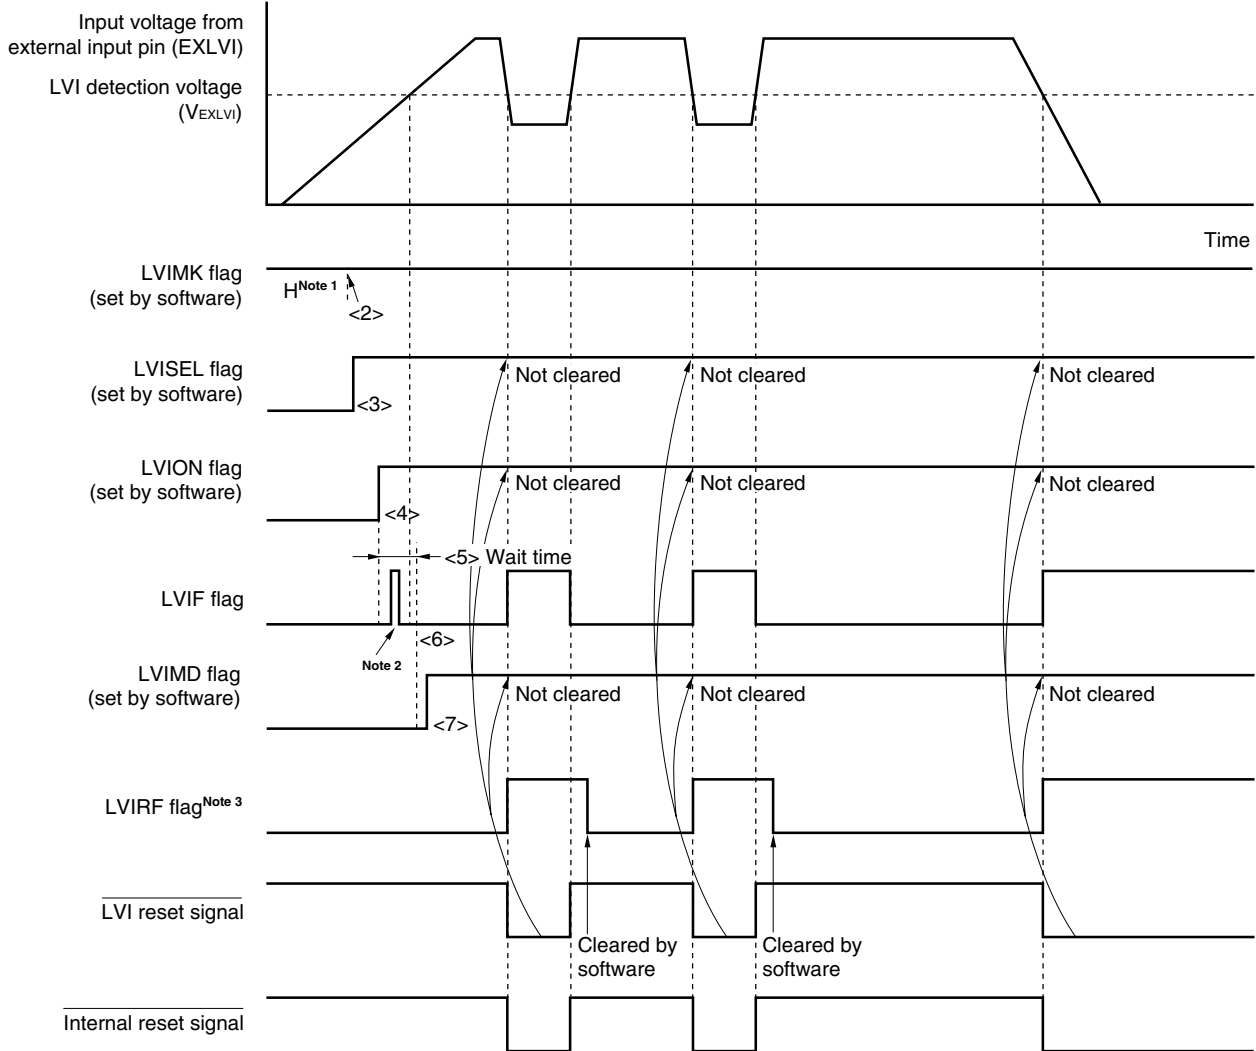 Input voltage from
external input pin (EXLVI)
LVI detection voltage
(VEXLVI)
Time
LVIMK flag
(set by software)
HNote 1
<2>
LVISEL flag
(set by software)
<3>
Not cleared
Not cleared
Not cleared
LVION flag
(set by software)
<4>
Not cleared
Not cleared
Not cleared
<5> Wait time
LVIF flag
Note 2
<6>
LVIMD flag
(set by software)
<7>
Not cleared
Not cleared
Not cleared
LVIRF flagNote 3
LVI reset signal
Cleared by
software
Cleared by
software
Internal reset signal